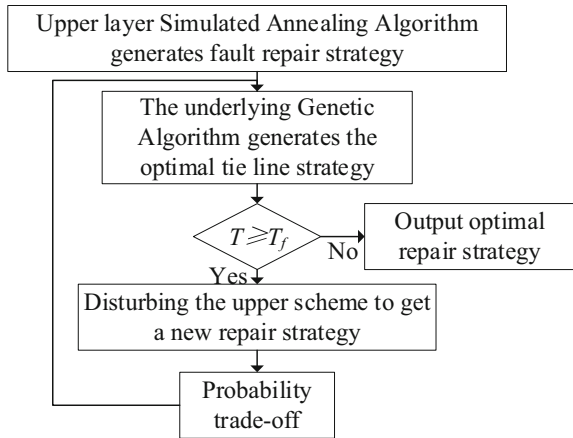 Upper layer Simulated Annealing Algorithm
generates fault repair strategy
The underlying Genetic
Algorithm generates the
optimal tie line strategy
T⩾T_f
No
Output optimal
repair strategy
Yes
Disturbing the upper scheme to get
a new repair strategy
Probability
trade-off